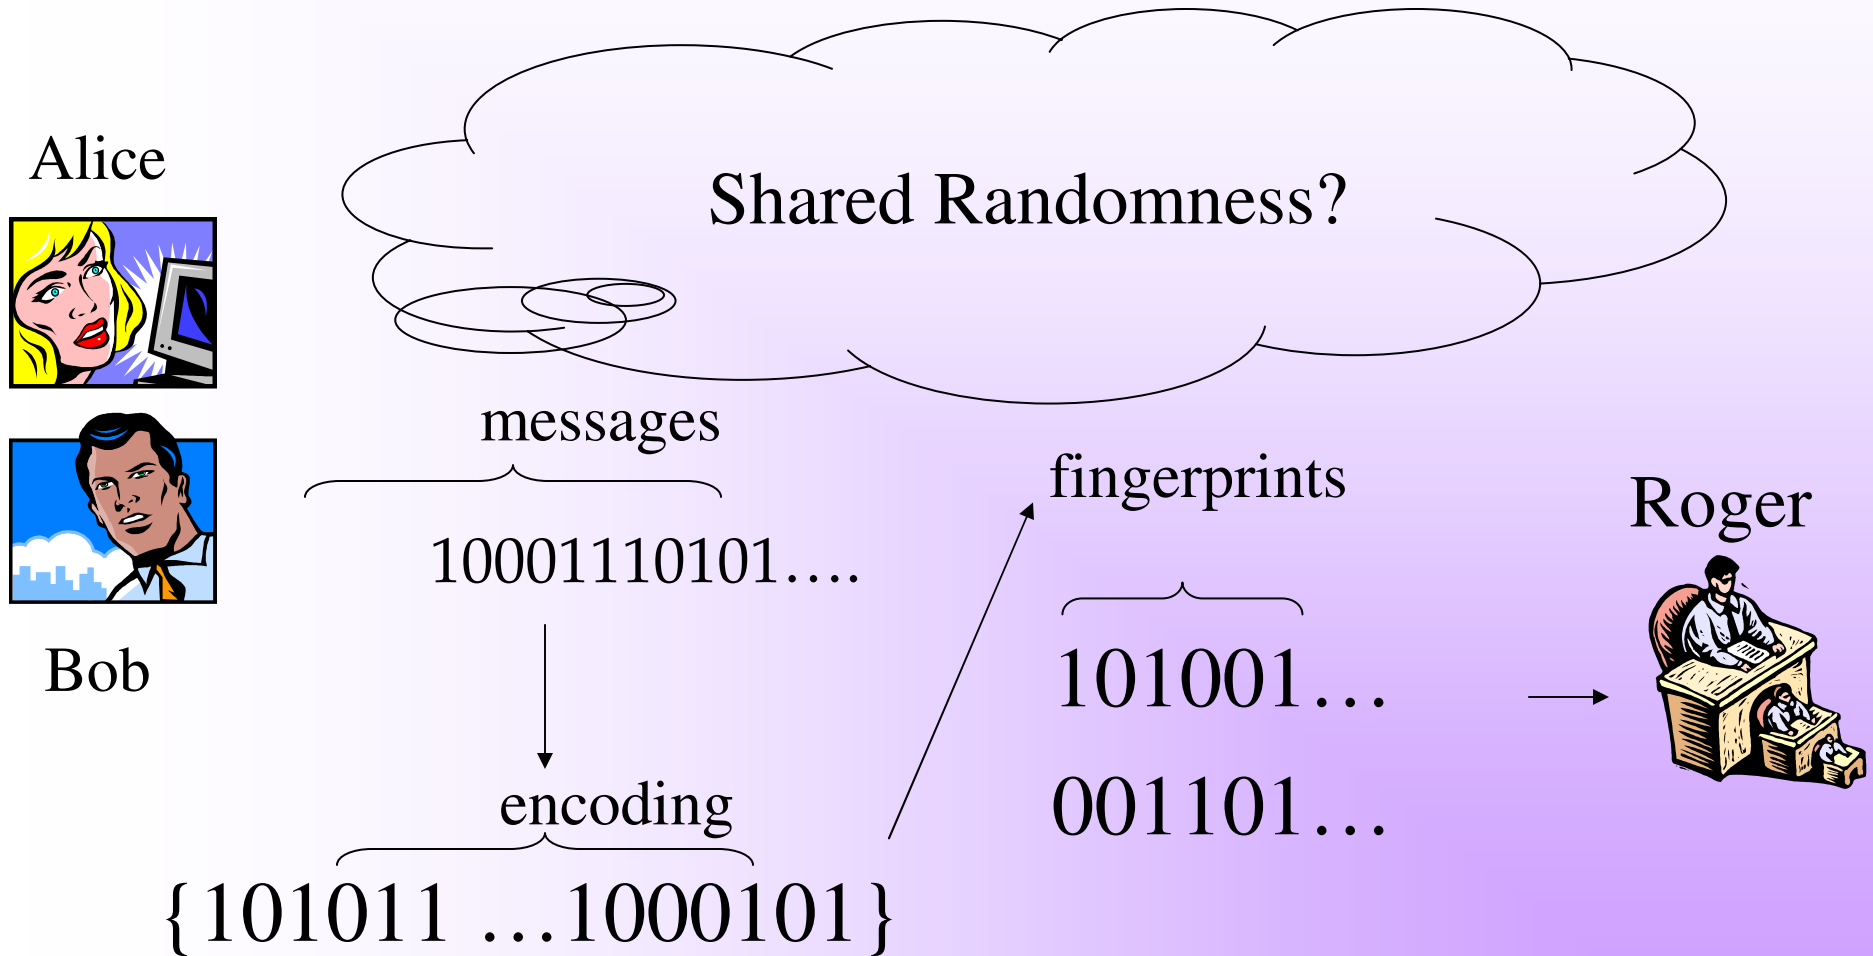 Shared Randomness?
Alice
Bob
messages
10001110101….
encoding
{101011 …1000101}
fingerprints
101001…
001101…
Roger